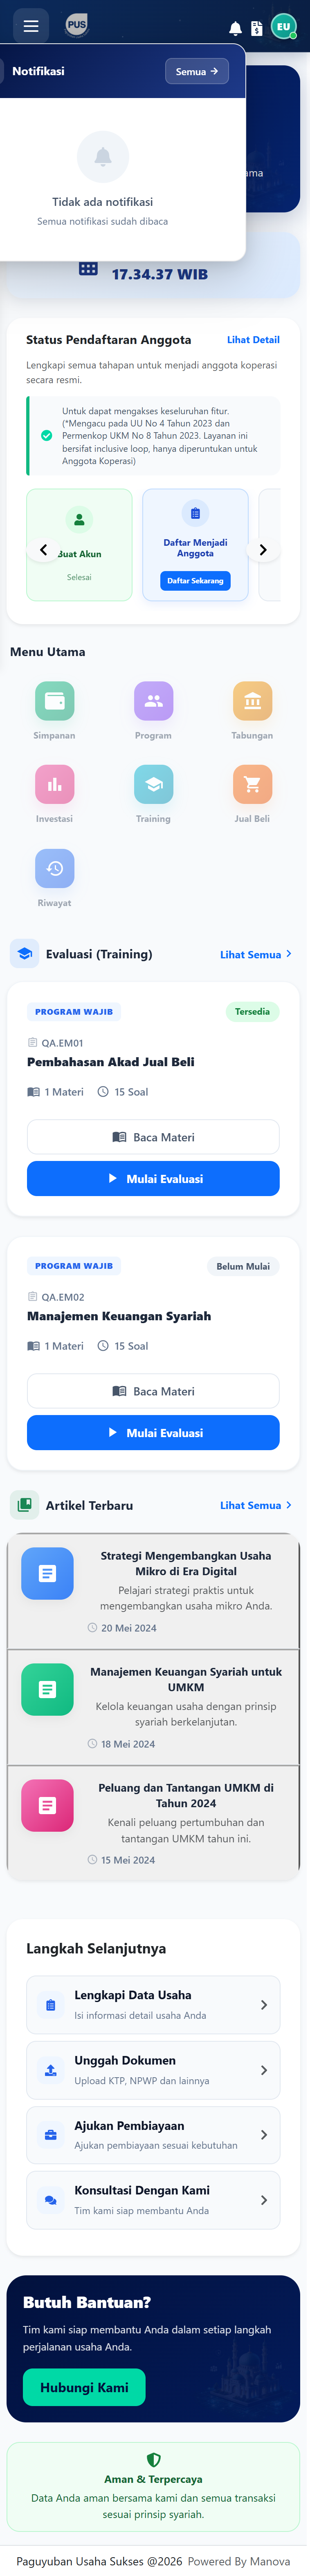 PUS
EU
Notifikasi
Semua
Tidak ada notifikasi
Semua notifikasi sudah dibaca
ama
17.34.37 WIB
Status Pendaftaran Anggota
Lihat Detail
Lengkapi semua tahapan untuk menjadi anggota koperasi
secara resmi.
Untuk dapat mengakses keseluruhan fitur.
(*Mengacu pada UU No 4 Tahun 2023 dan
Permenkop UKM No 8 Tahun 2023. Layanan ini
bersifat inclusive loop, hanya diperuntukan untuk
Anggota Koperasi)
Buat Akun
Selesai
Daftar Menjadi
Anggota
Daftar Sekarang
Menu Utama
Simpanan
Program
Tabungan
Investasi
Training
Jual Beli
Riwayat
Evaluasi (Training)
Lihat Semua
PROGRAM WAJIB
Tersedia
QA.EM01
Pembahasan Akad Jual Beli
1 Materi
15 Soal
Baca Materi
Mulai Evaluasi
PROGRAM WAJIB
Belum Mulai
QA.EM02
Manajemen Keuangan Syariah
1 Materi
15 Soal
Baca Materi
Mulai Evaluasi
Artikel Terbaru
Lihat Semua
Strategi Mengembangkan Usaha
Mikro di Era Digital
Pelajari strategi praktis untuk
mengembangkan usaha mikro Anda.
20 Mei 2024
Manajemen Keuangan Syariah untuk
UMKM
Kelola keuangan usaha dengan prinsip
syariah berkelanjutan.
18 Mei 2024
Peluang dan Tantangan UMKM di
Tahun 2024
Kenali peluang pertumbuhan dan
tantangan UMKM tahun ini.
15 Mei 2024
Langkah Selanjutnya
Lengkapi Data Usaha
Isi informasi detail usaha Anda
Unggah Dokumen
Upload KTP, NPWP dan lainnya
Ajukan Pembiayaan
Ajukan pembiayaan sesuai kebutuhan
Konsultasi Dengan Kami
Tim kami siap membantu Anda
Butuh Bantuan?
Tim kami siap membantu Anda dalam setiap langkah
perjalanan usaha Anda.
Hubungi Kami
Aman & Terpercaya
Data Anda aman bersama kami dan semua transaksi
sesuai prinsip syariah.
Paguyuban Usaha Sukses @2026 Powered By Manova